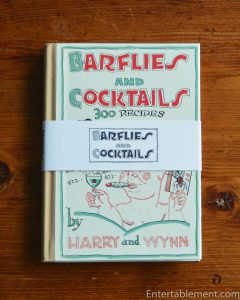 BARFLIES
AND
COCKTAILS
300 RECIPES
BARFLIES
AND
COCKTAILS
by
HARRY and WYNN
Entertablement.com